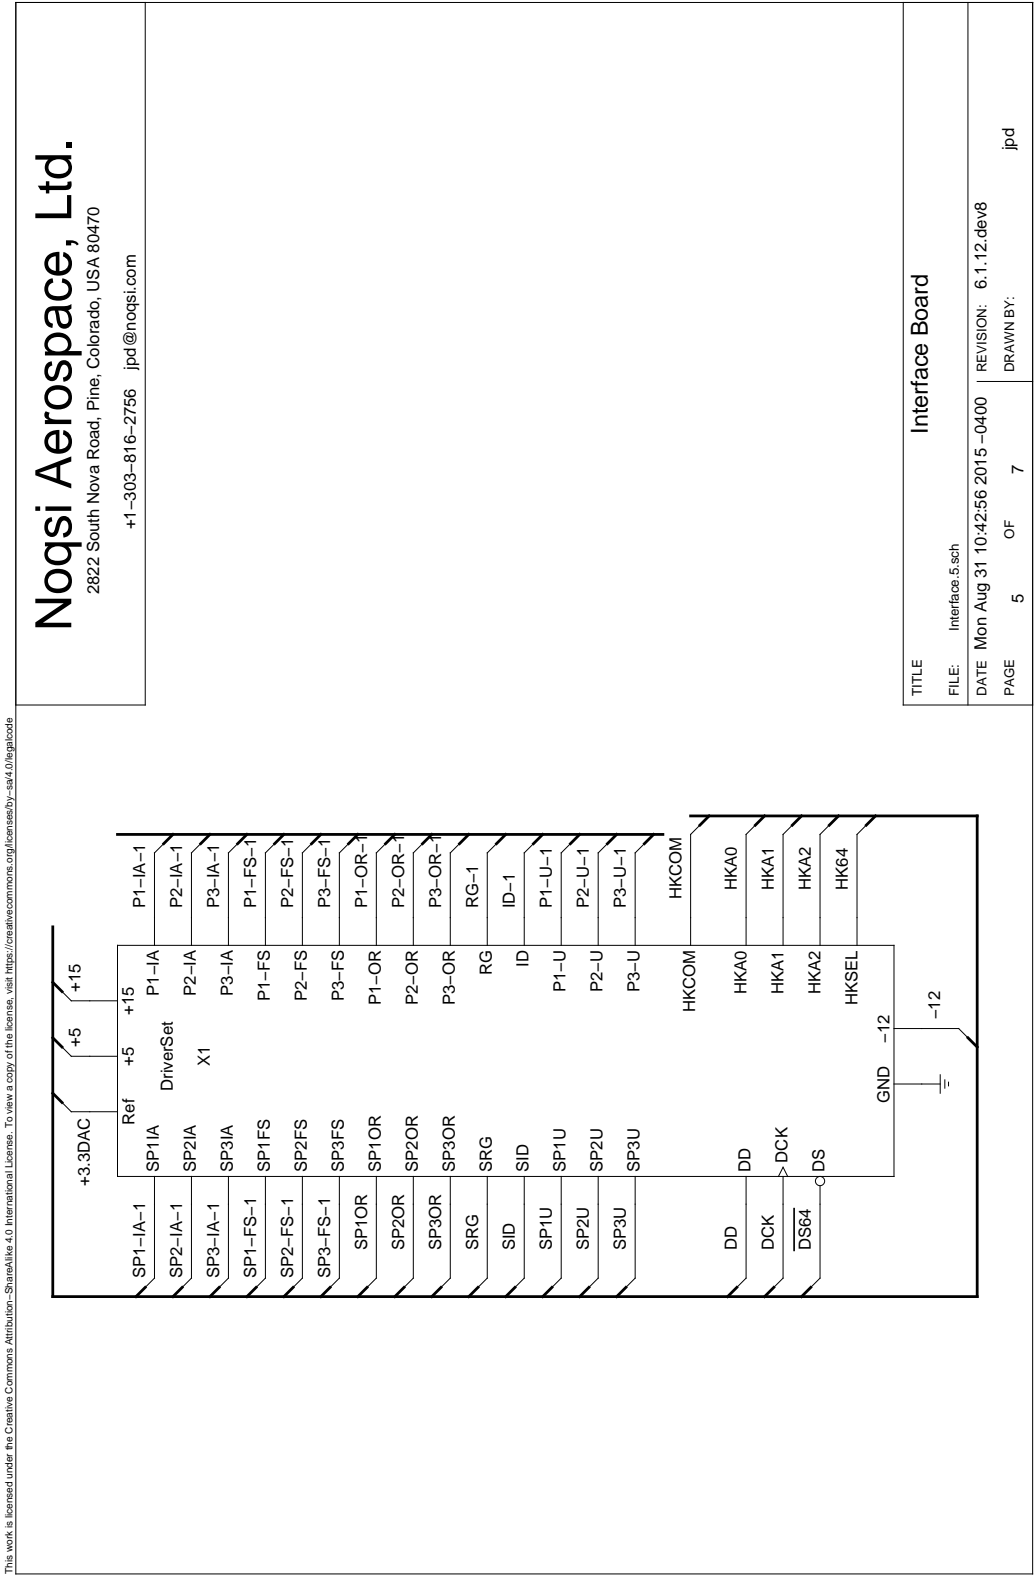 This work is licensed under the Creative Commons Attribution−ShareAlike 4.0 International License. To view a copy of the license, visit https://creativecommons.org/licenses/by−sa/4.0/legalcode
Noqsi Aerospace, Ltd.
2822 South Nova Road, Pine, Colorado, USA 80470
+1−303−816−2756 jpd@noqsi.com
+3.3DAC
+5
+15
Ref
+5
+15
DriverSet
X1
SP1−IA−1 SP1IA P1−IA P1−IA−1
SP2−IA−1 SP2IA P2−IA P2−IA−1
SP3−IA−1 SP3IA P3−IA P3−IA−1
SP1−FS−1 SP1FS P1−FS P1−FS−1
SP2−FS−1 SP2FS P2−FS P2−FS−1
SP3−FS−1 SP3FS P3−FS P3−FS−1
SP1OR SP1OR P1−OR P1−OR−1
SP2OR SP2OR P2−OR P2−OR−1
SP3OR SP3OR P3−OR P3−OR−1
SRG SRG RG RG−1
SID SID ID ID−1
SP1U SP1U P1−U P1−U−1
SP2U SP2U P2−U P2−U−1
SP3U SP3U P3−U P3−U−1
HKCOM HKCOM
DD DD HKA0 HKA0
DCK DCK HKA1 HKA1
DS64 DS HKA2 HKA2
HKSEL HK64
GND −12
−12
TITLE
Interface Board
FILE: Interface.5.sch
DATE Mon Aug 31 10:42:56 2015 −0400 REVISION: 6.1.12.dev8
PAGE 5 OF 7 DRAWN BY: jpd